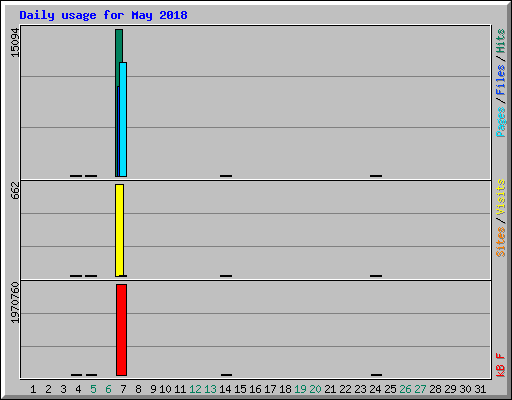 Daily usage for May 2018
15094
662
1970760
Pages / Files / Hits
Sites / Visits
kB F
1 2 3 4 5 6 7 8 9 10 11 12 13 14 15 16 17 18 19 20 21 22 23 24 25 26 27 28 29 30 31